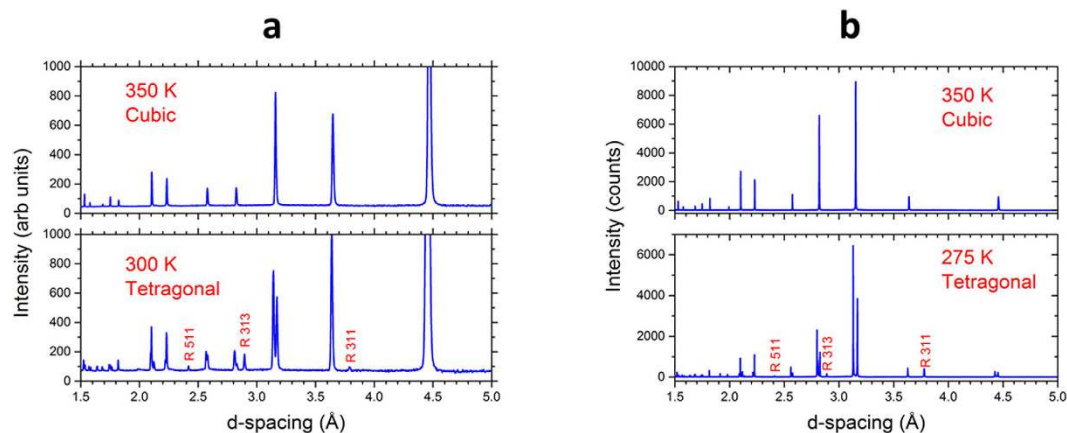 a
1000
800
600
400
200
0
350 K
Cubic
1000
800
600
400
200
0
300 K
Tetragonal
R 511
R 313
R 311
1.5 2.0 2.5 3.0 3.5 4.0 4.5 5.0
d-spacing (Å)
Intensity (arb units)
b
10000
8000
6000
4000
2000
0
350 K
Cubic
6000
4000
2000
0
275 K
Tetragonal
R 511
R 313
R 311
1.5 2.0 2.5 3.0 3.5 4.0 4.5 5.0
d-spacing (Å)
Intensity (counts)